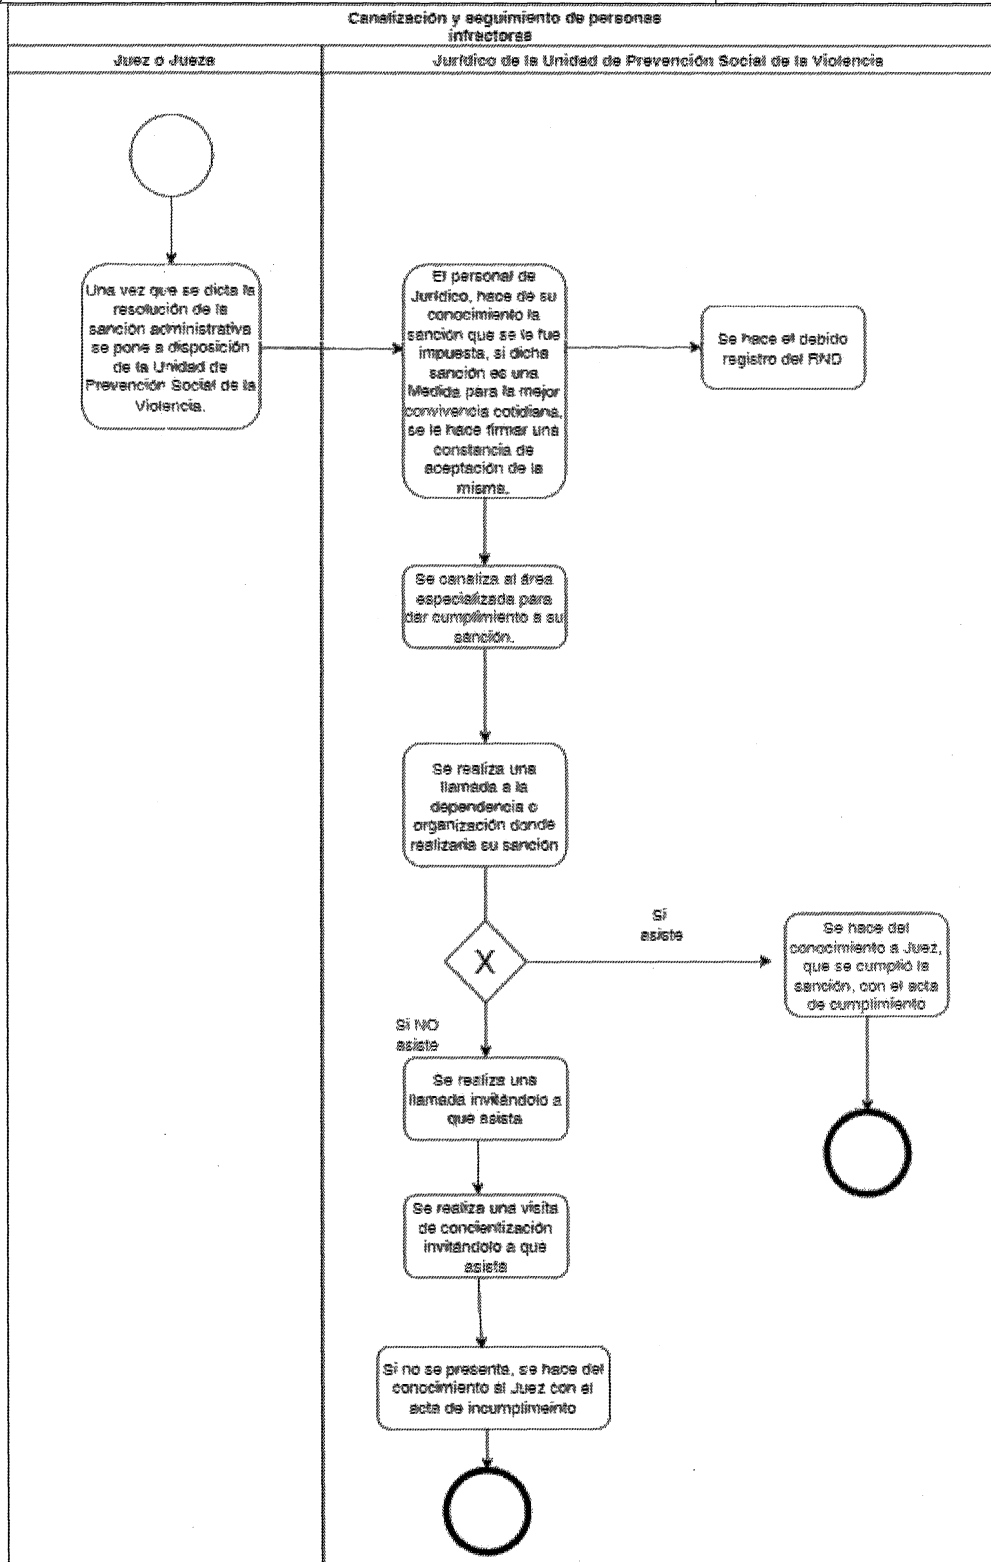 Canalización y seguimiento de personas
infractoras
Juez o Jueza
Jurídico de la Unidad de Prevención Social de la Violencia
Una vez que se dicta la
resolución de la
sanción administrativa
se pone a disposición
de la Unidad de
Prevención Social de la
Violencia.
El personal de
Jurídico, hace de su
conocimiento la
sanción que se le fue
impuesta, si dicha
sanción es una
Medida para la mejor
convivencia cotidiana,
se le hace firmar una
constancia de
aceptación de la
misma.
Se hace el debido
registro del RND
Se canaliza al área
especializada para
dar cumplimiento a su
sanción.
Se realiza una
llamada a la
dependencia o
organización donde
realizaría su sanción
X
Si
asiste
Se hace del
conocimiento a Juez,
que se cumplió la
sanción, con el acta
de cumplimiento
Si NO
asiste
Se realiza una
llamada invitándolo a
que asista
Se realiza una visita
de concientización
invitándolo a que
asista
Si no se presenta, se hace del
conocimiento al Juez con el
acta de incumplimeinto